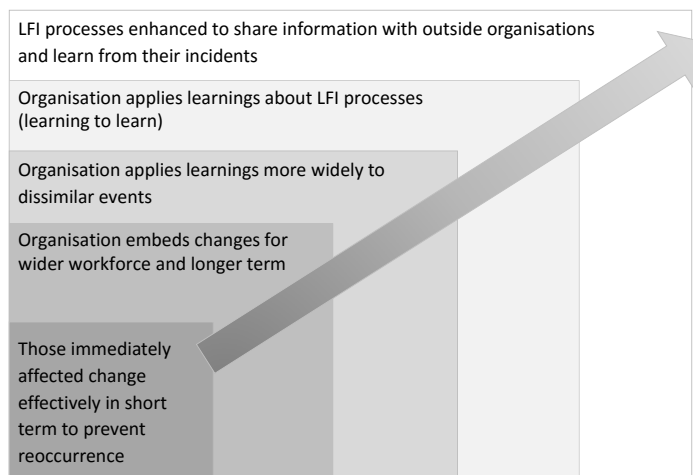 LFI processes enhanced to share information with outside organisations
and learn from their incidents
Organisation applies learnings about LFI processes
(learning to learn)
Organisation applies learnings more widely to
dissimilar events
Organisation embeds changes for
wider workforce and longer term
Those immediately
affected change
effectively in short
term to prevent
reoccurrence